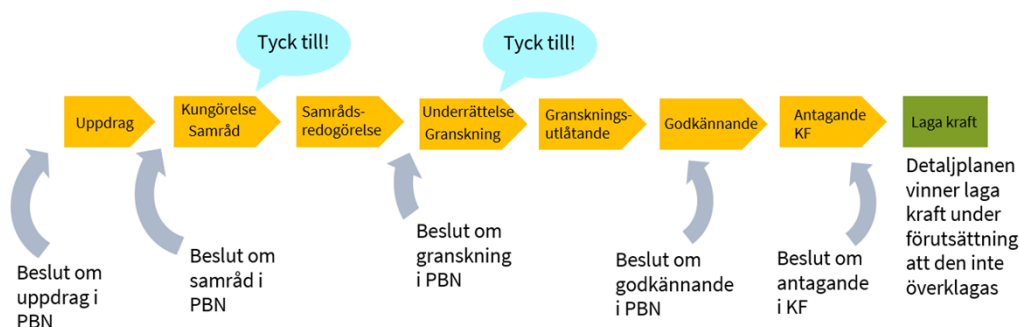 Tyck till!
Tyck till!
Uppdrag
Kungörelse
Samråd
Samråds-
redogörelse
Underrättelse
Granskning
Gransknings-
utlåtande
Godkännande
Antagande
KF
Laga kraft
Beslut om
uppdrag i
PBN
Beslut om
samråd i
PBN
Beslut om
granskning
i PBN
Beslut om
godkännande
i PBN
Beslut om
antagande
i KF
Detaljplanen
vinner laga
kraft under
förutsättning
att den inte
överklagas